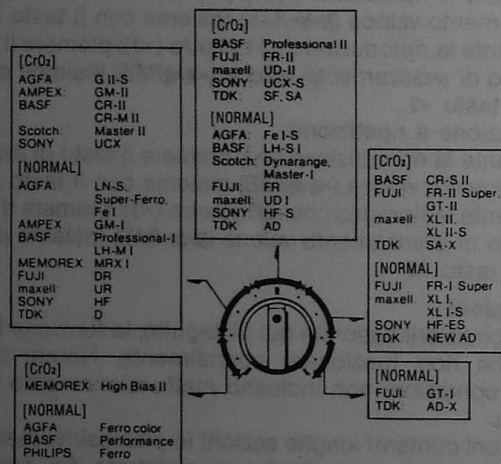 [CrO₂]
AGFA G II-S
AMPEX: GM-II
BASF CR-II
CR-M II
Scotch: Master II
SONY UCX
[NORMAL]
AGFA: LN-S,
Super-Ferro,
Fe I
AMPEX GM-I
BASF Professional-I
LH-M I
MEMOREX: MRX I
FUJI DR
maxell: UR
SONY HF
TDK D
[CrO₂]
BASF Professional II
FUJI: FR-II
maxell: UD-II
SONY: UCX-S
TDK: SF, SA
[NORMAL]
AGFA: Fe I-S
BASF: LH-S I
Scotch: Dynarange,
Master-I
FUJI: FR
maxell: UD I
SONY HF-S
TDK AD
[CrO₂]
BASF CR-S II
FUJI: FR-II Super,
GT-II
maxell XL II,
XL II-S
TDK SA-X
[NORMAL]
FUJI FR-I Super
maxell XL I,
XL I-S
SONY HF-ES
TDK NEW AD
[NORMAL]
FUJI: GT-I
TDK: AD-X
[CrO₂]
MEMOREX: High Bias II
[NORMAL]
AGFA Ferro color
BASF Performance
PHILIPS Ferro